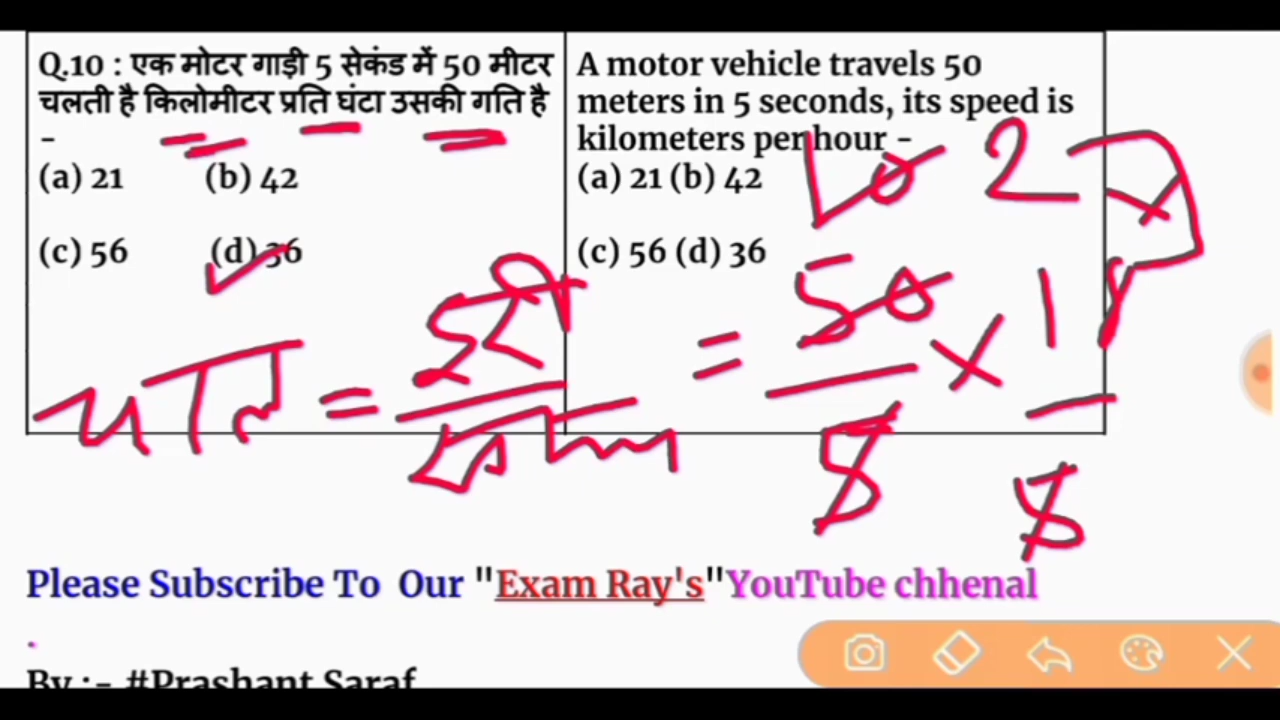 Q.10 : एक मोटर गाड़ी 5 सेकंड में 50 मीटर
चलती है किलोमीटर प्रति घंटा उसकी गति है
-
(a) 21 (b) 42
(c) 56 (d) 36
A motor vehicle travels 50
meters in 5 seconds, its speed is
kilometers per hour -
(a) 21 (b) 42
(c) 56 (d) 36
10 2
= 50 × 18
5 5
Please Subscribe To Our "Exam Ray's"YouTube chhenal
.
By :- #Prashant Saraf